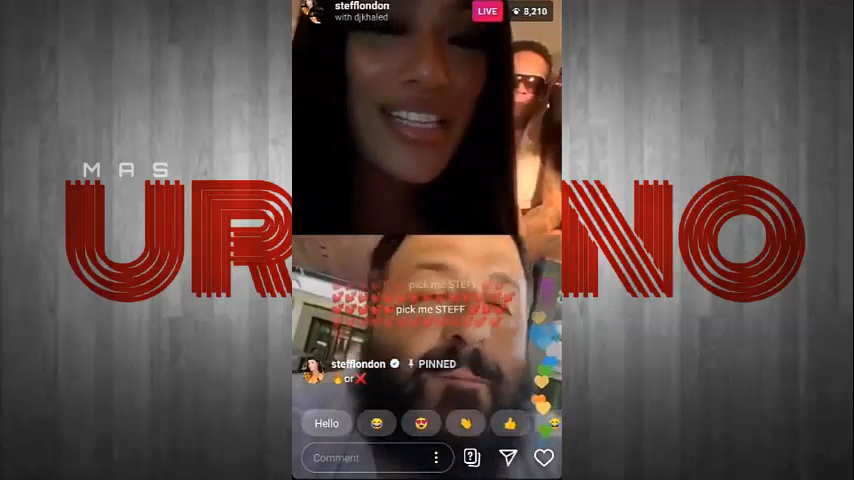 stefflondon
with djkhaled
LIVE
8,210
MAS
UR NO
pick me STEFF
pick me STEFF
stefflondon PINNED
🔥or❌
Hello
Comment